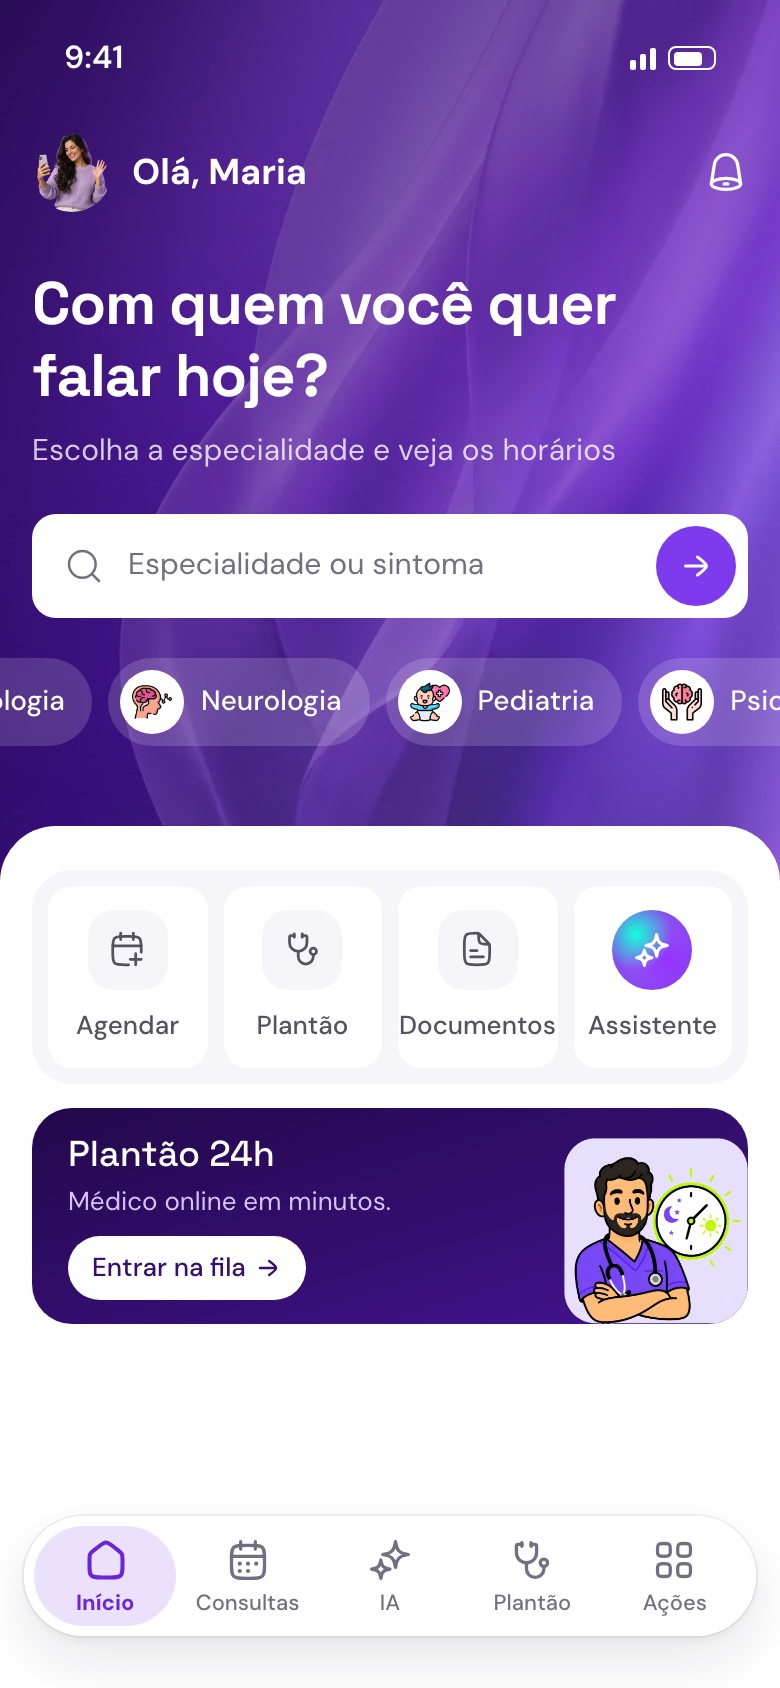 9:41
Olá, Maria
Com quem você quer
falar hoje?
Escolha a especialidade e veja os horários
Especialidade ou sintoma
ologia
Neurologia
Pediatria
Psic
Agendar
Plantão
Documentos
Assistente
Plantão 24h
Médico online em minutos.
Entrar na fila
Início
Consultas
IA
Plantão
Ações